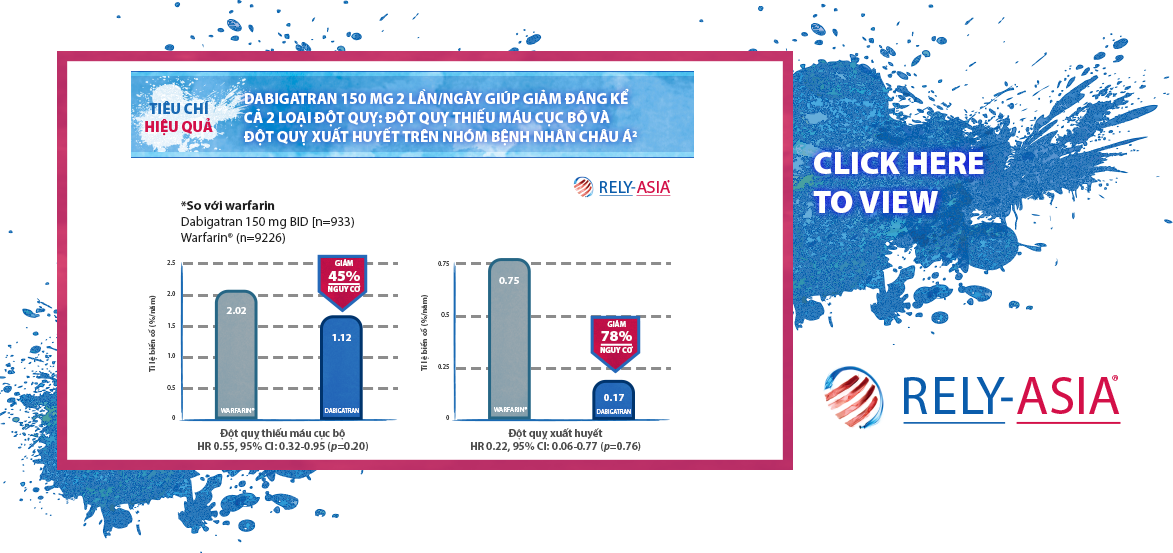 TIÊU CHÍ
HIỆU QUẢ
DABIGATRAN 150 MG 2 LẦN/NGÀY GIÚP GIẢM ĐÁNG KỂ
CẢ 2 LOẠI ĐỘT QUỴ: ĐỘT QUỴ THIẾU MÁU CỤC BỘ VÀ
ĐỘT QUỴ XUẤT HUYẾT TRÊN NHÓM BỆNH NHÂN CHÂU Á²
RELY-ASIA®
*So với warfarin
Dabigatran 150 mg BID [n=933)
Warfarin® (n=9226)
Tỉ lệ biến cố (%/năm)
2.5
2.0
1.5
1.0
0.5
0
2.02
WARFARIN*
GIẢM
45%
NGUY CƠ
1.12
DABIGATRAN
Đột quỵ thiếu máu cục bộ
HR 0.55, 95% CI: 0.32-0.95 (p=0.20)
Tỉ lệ biến cố (%/năm)
0.75
0.5
0.25
0
0.75
WARFARIN*
GIẢM
78%
NGUY CƠ
0.17
DABIGATRAN
Đột quỵ xuất huyết
HR 0.22, 95% CI: 0.06-0.77 (p=0.76)
CLICK HERE
TO VIEW
RELY-ASIA®